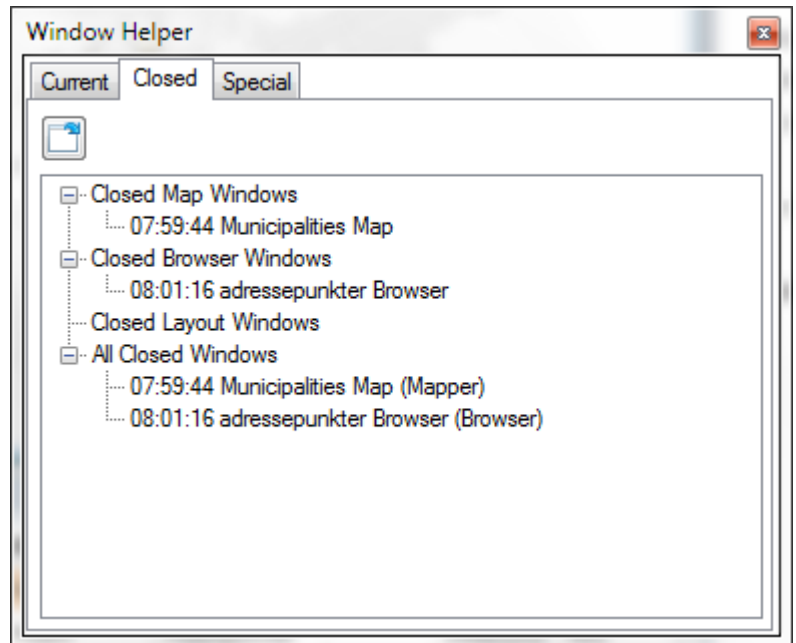 Window Helper
Current Closed Special
Closed Map Windows
07:59:44 Municipalities Map
Closed Browser Windows
08:01:16 adressepunkter Browser
Closed Layout Windows
All Closed Windows
07:59:44 Municipalities Map (Mapper)
08:01:16 adressepunkter Browser (Browser)